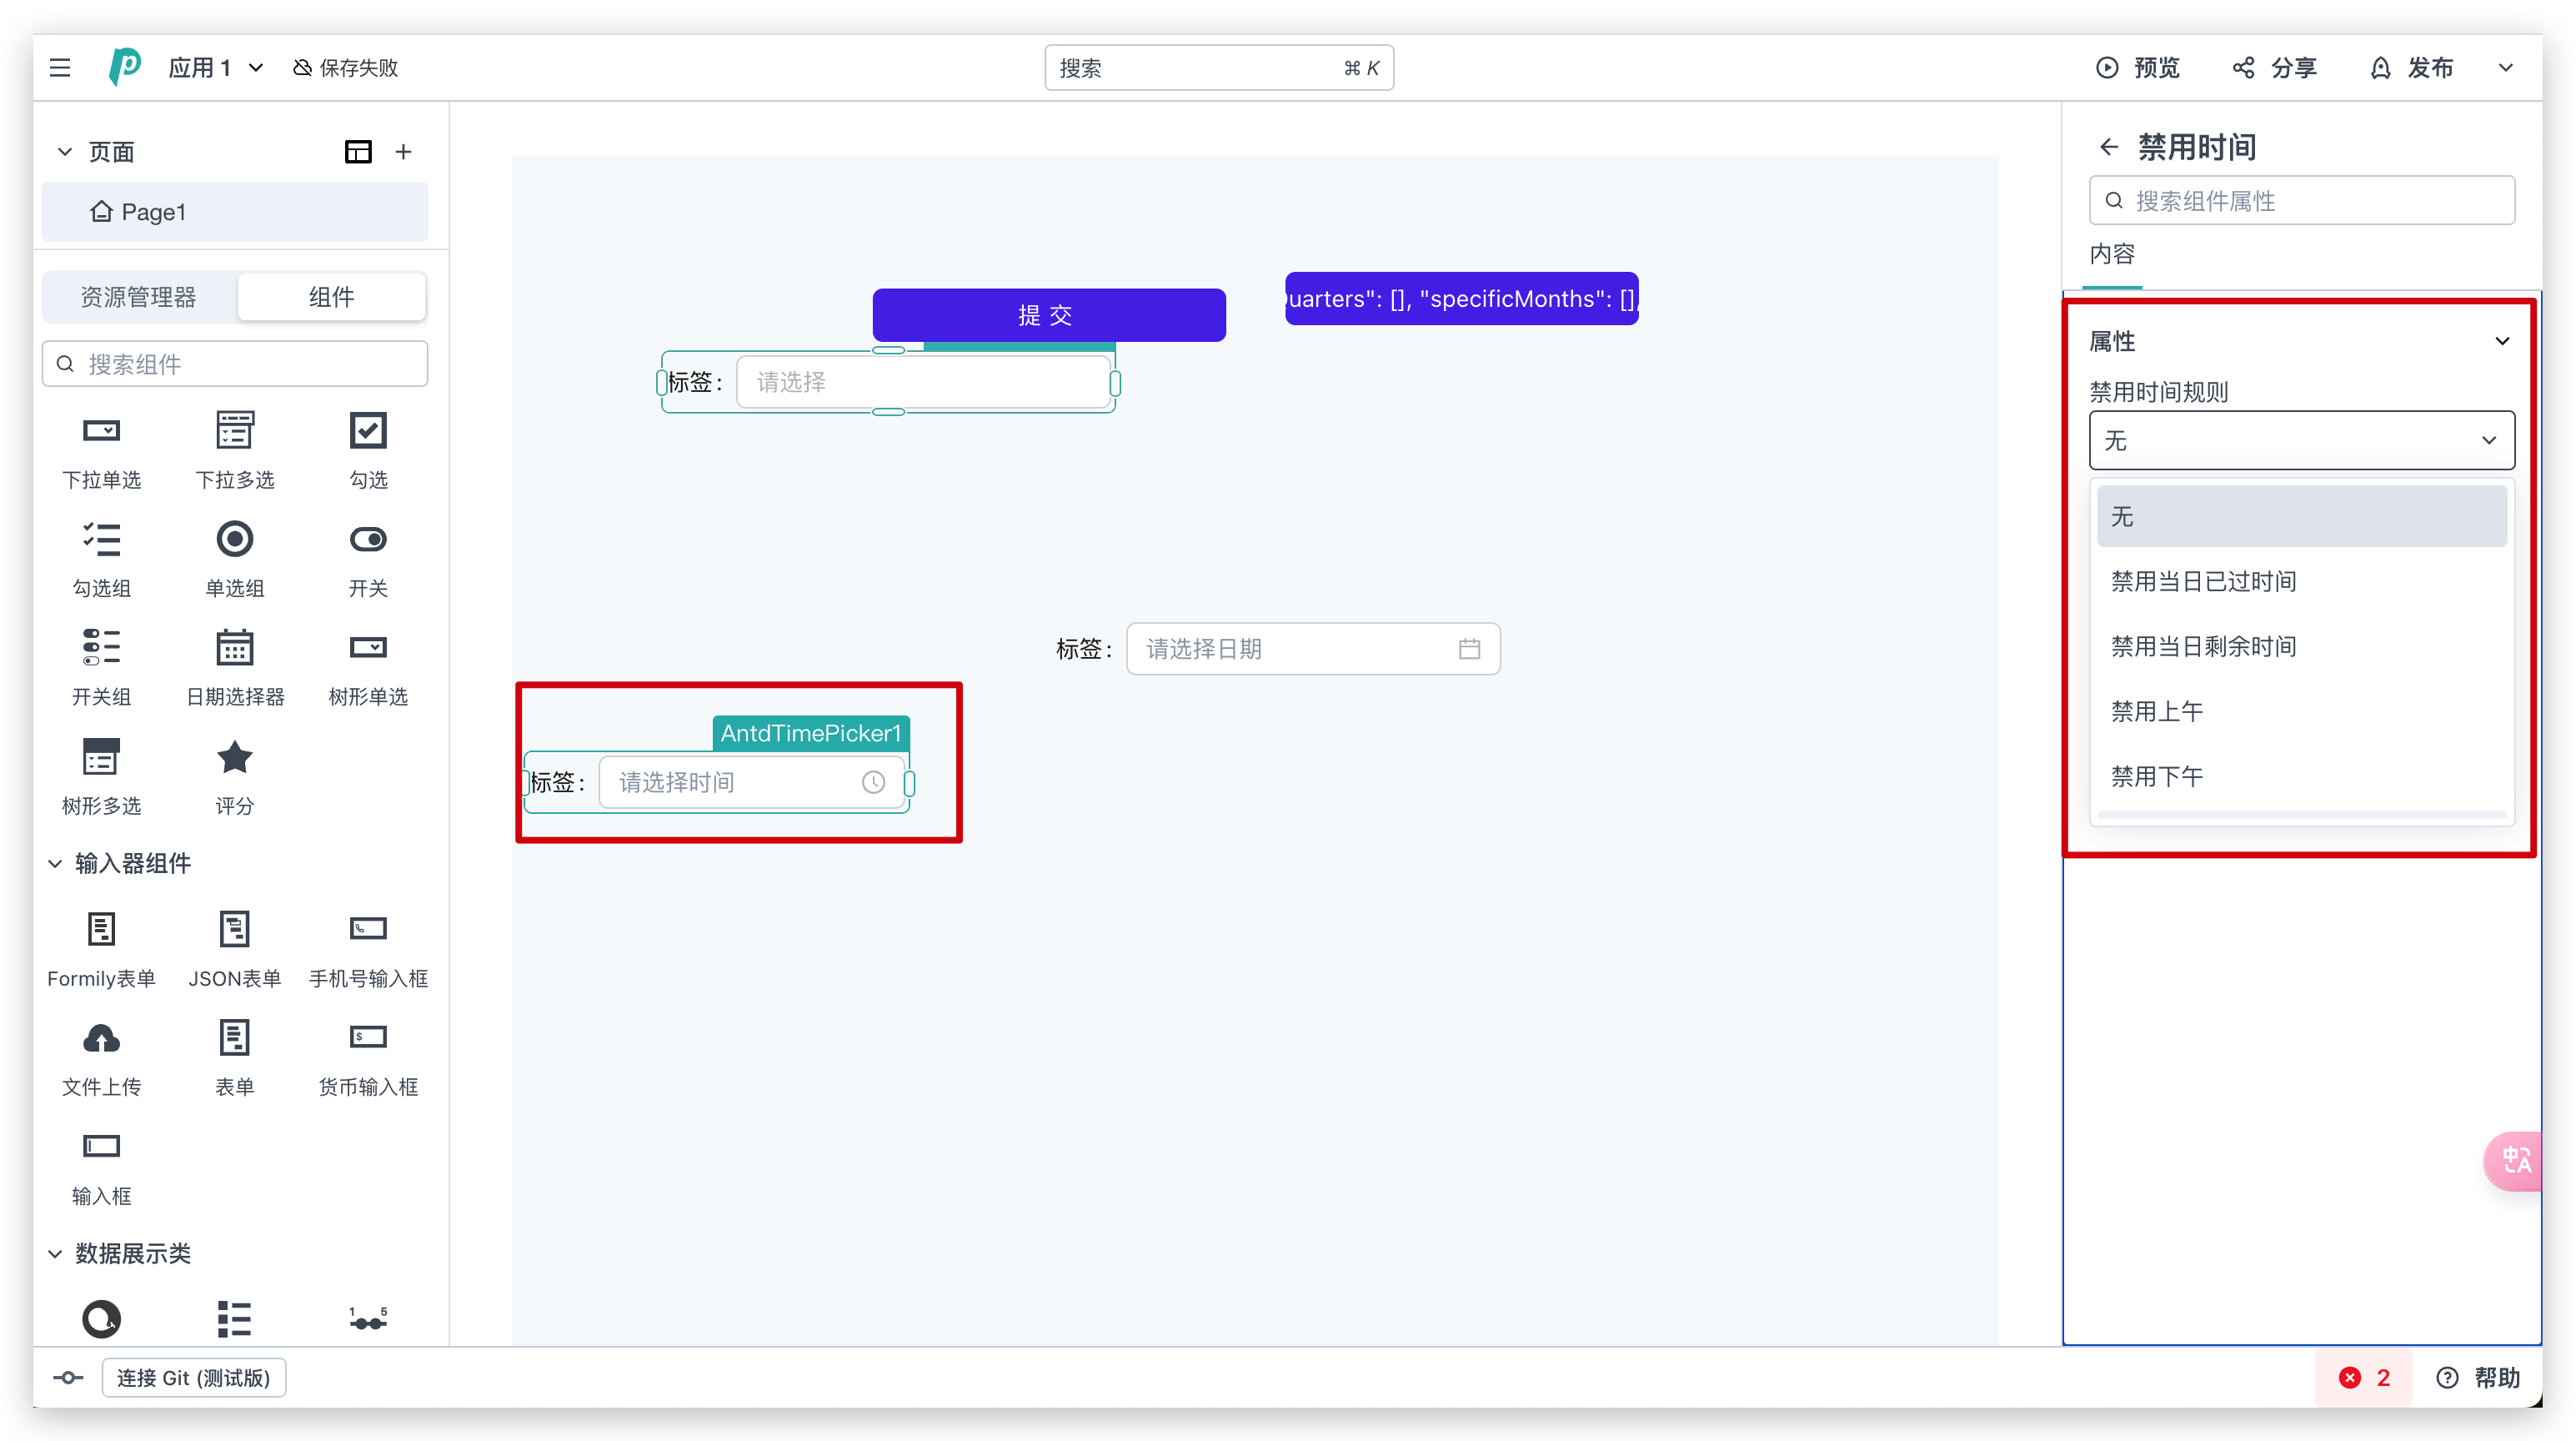 应用 1
保存失败
搜索
⌘ K
预览
分享
发布
页面
Page1
资源管理器
组件
搜索组件
下拉单选
下拉多选
勾选
勾选组
单选组
开关
开关组
日期选择器
树形单选
树形多选
评分
输入器组件
Formily表单
JSON表单
手机号输入框
文件上传
表单
货币输入框
输入框
数据展示类
1 5
提 交
uarters": [], "specificMonths": [],
标签:
请选择
标签:
请选择日期
AntdTimePicker1
标签:
请选择时间
禁用时间
搜索组件属性
内容
属性
禁用时间规则
无
无
禁用当日已过时间
禁用当日剩余时间
禁用上午
禁用下午
中A
连接 Git (测试版)
2
帮助